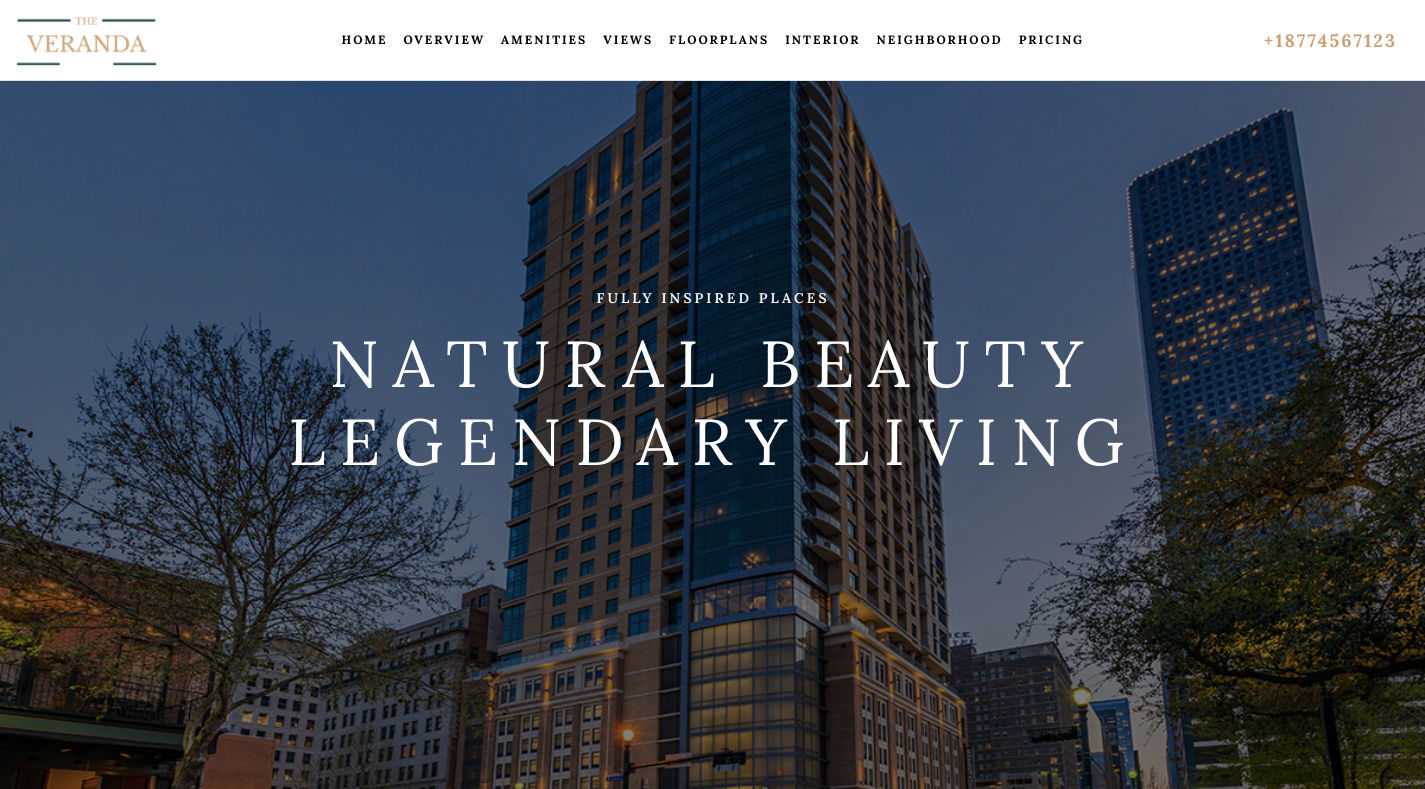 THE
VERANDA
HOME OVERVIEW AMENITIES VIEWS FLOORPLANS INTERIOR NEIGHBORHOOD PRICING
+18774567123
FULLY INSPIRED PLACES
NATURAL BEAUTY
LEGENDARY LIVING